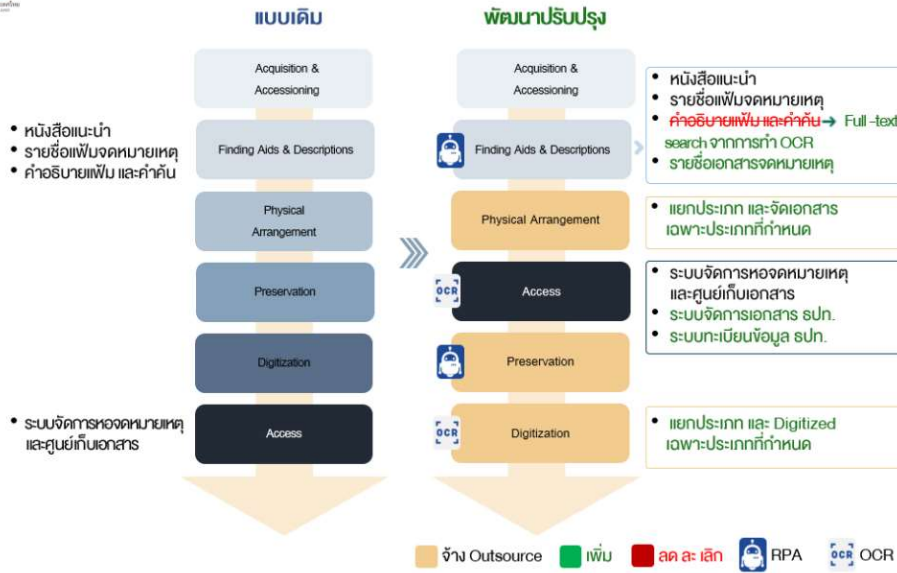 แบบเดิม
พัฒนาปรับปรุง
Acquisition &
Accessioning
Finding Aids & Descriptions
Physical
Arrangement
Preservation
Digitization
Access
• หนังสือแนะนำ
• รายชื่อแฟ้มจดหมายเหตุ
• คำอธิบายแฟ้ม และคำค้น
• ระบบจัดการหอจดหมายเหตุ
และศูนย์เก็บเอกสาร
Acquisition &
Accessioning
Finding Aids & Descriptions
Physical Arrangement
OCR
Access
Preservation
OCR
Digitization
• หนังสือแนะนำ
• รายชื่อแฟ้มจดหมายเหตุ
• คำอธิบายแฟ้ม และคำค้น → Full -text
search จากการทำ OCR
• รายชื่อเอกสารจดหมายเหตุ
• แยกประเภท และจัดเอกสาร
เฉพาะประเภทที่กำหนด
• ระบบจัดการหอจดหมายเหตุ
และศูนย์เก็บเอกสาร
• ระบบจัดการเอกสาร ธปท.
• ระบบทะเบียนข้อมูล ธปท.
• แยกประเภท และ Digitized
เฉพาะประเภทที่กำหนด
จ้าง Outsource
เพิ่ม
ลด ละ เลิก
RPA
OCR
OCR